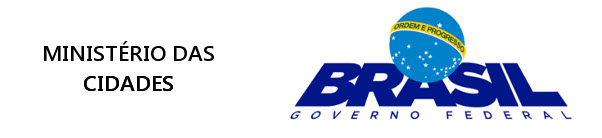 MINISTÉRIO DAS
CIDADES
ORDEM E PROGRESSO
BRASIL
GOVERNO FEDERAL